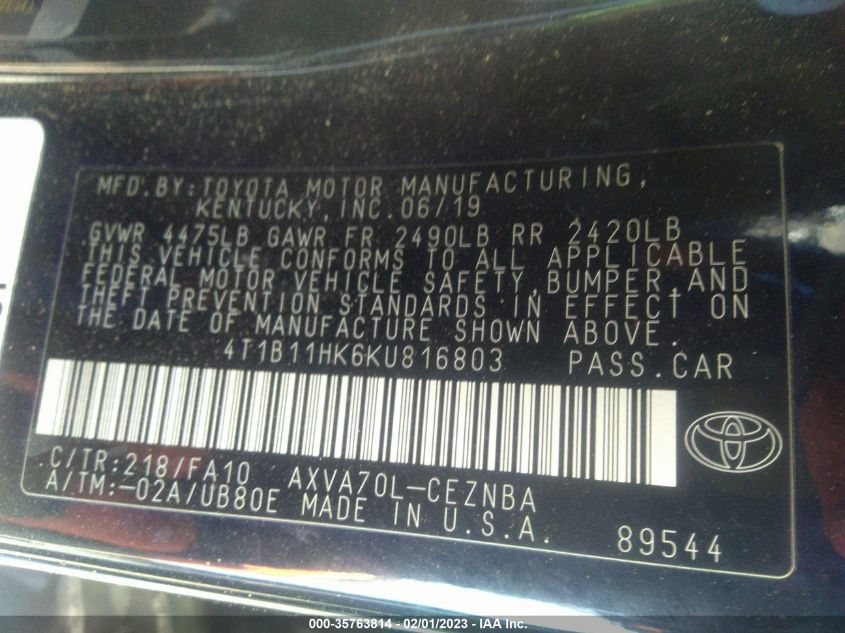 MFD.BY:TOYOTA MOTOR MANUFACTURING,
KENTUCKY,INC.06/19
GVWR 4475LB GAWR FR 2490LB RR 2420LB
THIS VEHICLE CONFORMS TO ALL APPLICABLE
FEDERAL MOTOR VEHICLE SAFETY,BUMPER,AND
THEFT PREVENTION STANDARDS IN EFFECT ON
THE DATE OF MANUFACTURE SHOWN ABOVE.
4T1B11HK6KU816803 PASS.CAR
C/TR:218/FA10 AXVA70L-CEZNBA
A/TM:-02A/UB80E MADE IN U.S.A.
89544
000-35763814 / 02/01/2023 - IAA Inc.